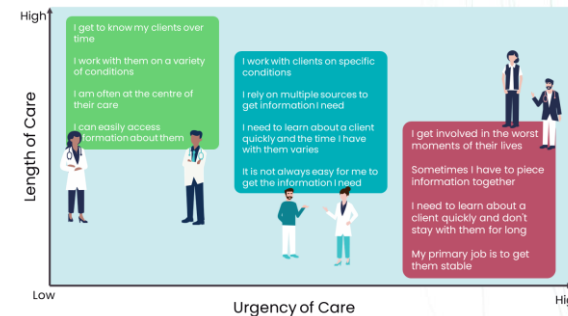 High
I get to know my clients over
time
I work with them on a variety
of conditions
I am often at the centre of
their care
I can easily access
information about them
I work with clients on specific
conditions
I rely on multiple sources to
get information I need
I need to learn about a client
quickly and the time I have
with them varies
It is not always easy for me to
get the information I need
I get involved in the worst
moments of their lives
Sometimes I have to piece
information together
I need to learn about a
client quickly and don't
stay with them for long
My primary job is to get
them stable
Length of Care
Low
Urgency of Care
Hig